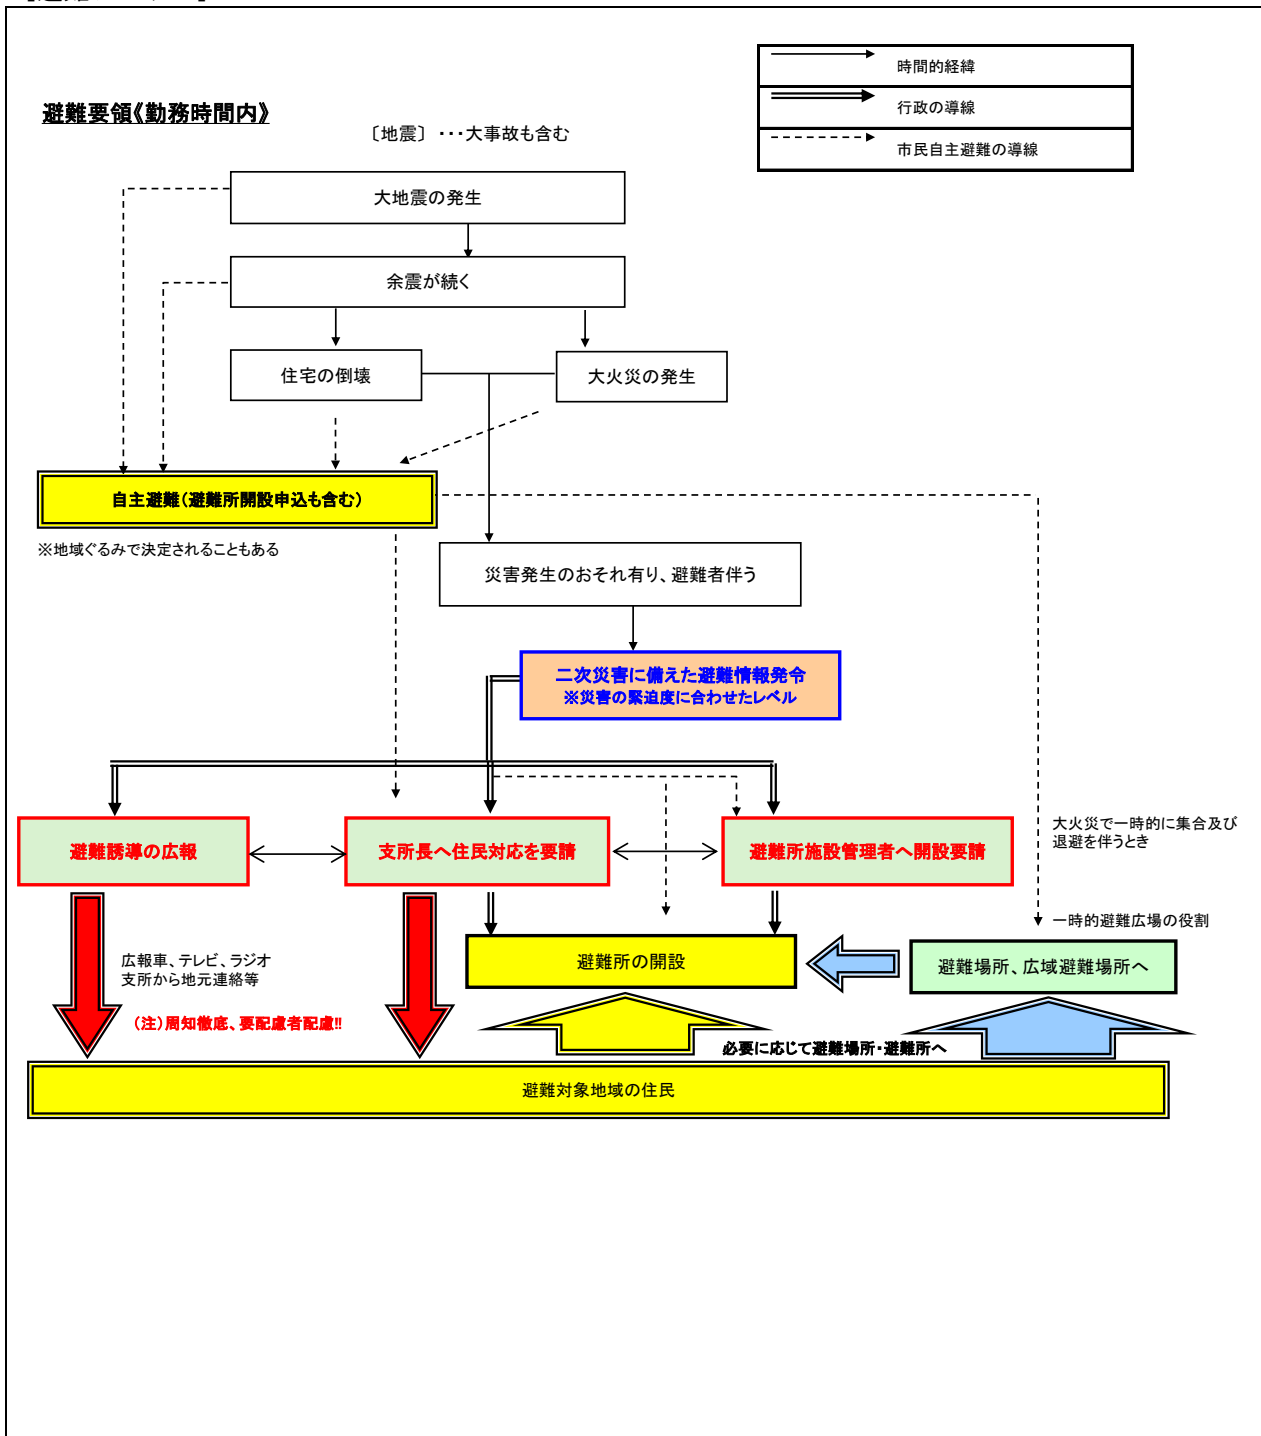 時間的経緯
行政の導線
市民自主避難の導線
避難要領《勤務時間内》
〔地震〕 ・・・大事故も含む
大地震の発生
余震が続く
住宅の倒壊
大火災の発生
自主避難(避難所開設申込も含む)
※地域ぐるみで決定されることもある
災害発生のおそれ有り、避難者伴う
二次災害に備えた避難情報発令
※災害の緊迫度に合わせたレベル
大火災で一時的に集合及び
退避を伴うとき
避難誘導の広報
支所長へ住民対応を要請
避難所施設管理者へ開設要請
一時的避難広場の役割
広報車、テレビ、ラジオ
支所から地元連絡等
避難所の開設
避難場所、広域避難場所へ
(注)周知徹底、要配慮者配慮!!
必要に応じて避難場所・避難所へ
避難対象地域の住民